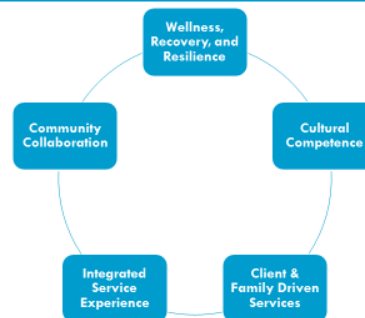 Wellness,
Recovery, and
Resilience
Cultural
Competence
Client &
Family Driven
Services
Integrated
Service
Experience
Community
Collaboration